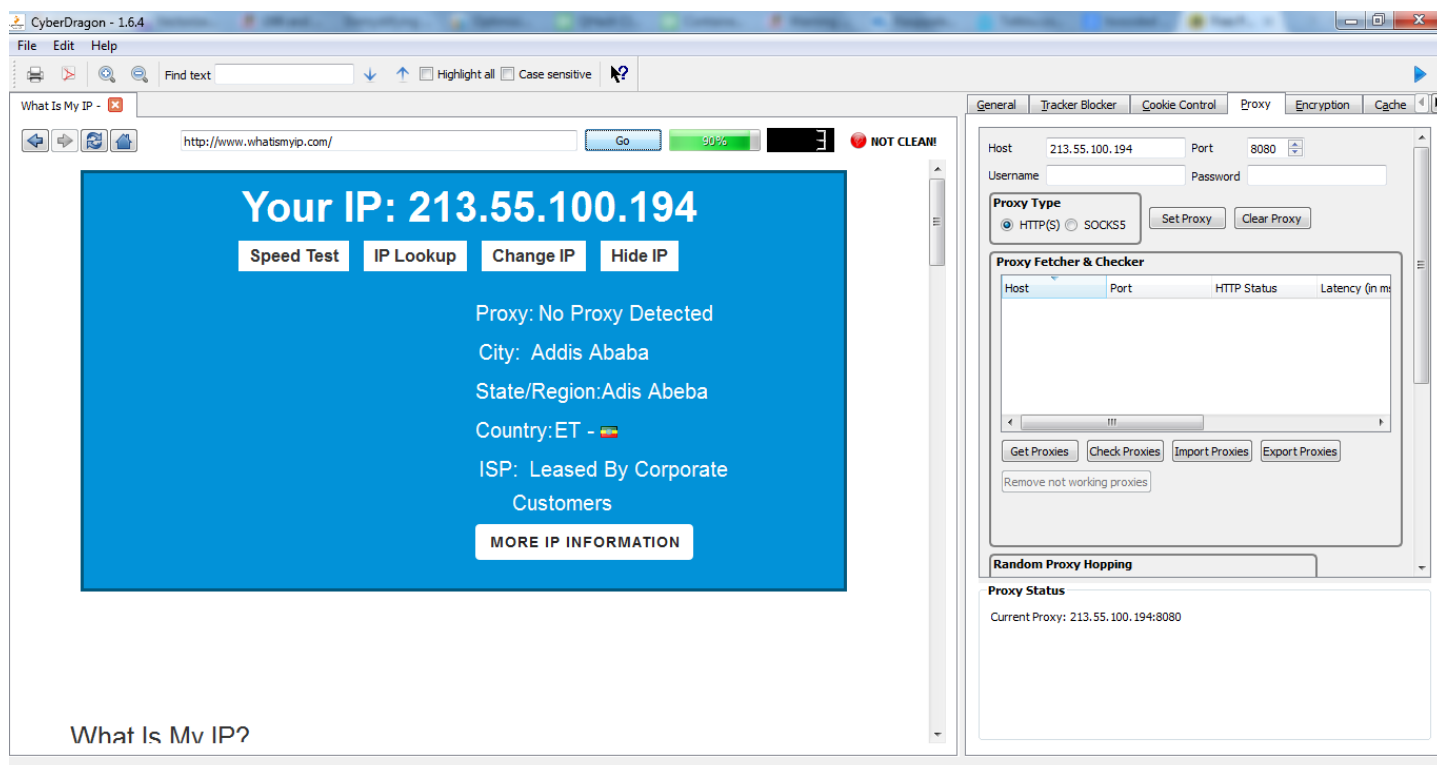 CyberDragon - 1.6.4
File Edit Help
Find text Highlight all Case sensitive
What Is My IP -
http://www.whatismyip.com/ Go 90% 3 NOT CLEAN!
Your IP: 213.55.100.194
Speed Test IP Lookup Change IP Hide IP
Proxy: No Proxy Detected
City: Addis Ababa
State/Region:Adis Abeba
Country:ET -
ISP: Leased By Corporate
Customers
MORE IP INFORMATION
What Is My IP?
General Tracker Blocker Cookie Control Proxy Encryption Cache
Host 213.55.100.194 Port 8080
Username Password
Proxy Type
HTTP(S) SOCKS5 Set Proxy Clear Proxy
Proxy Fetcher & Checker
Host Port HTTP Status Latency (in ms
Get Proxies Check Proxies Import Proxies Export Proxies
Remove not working proxies
Random Proxy Hopping
Proxy Status
Current Proxy: 213.55.100.194:8080